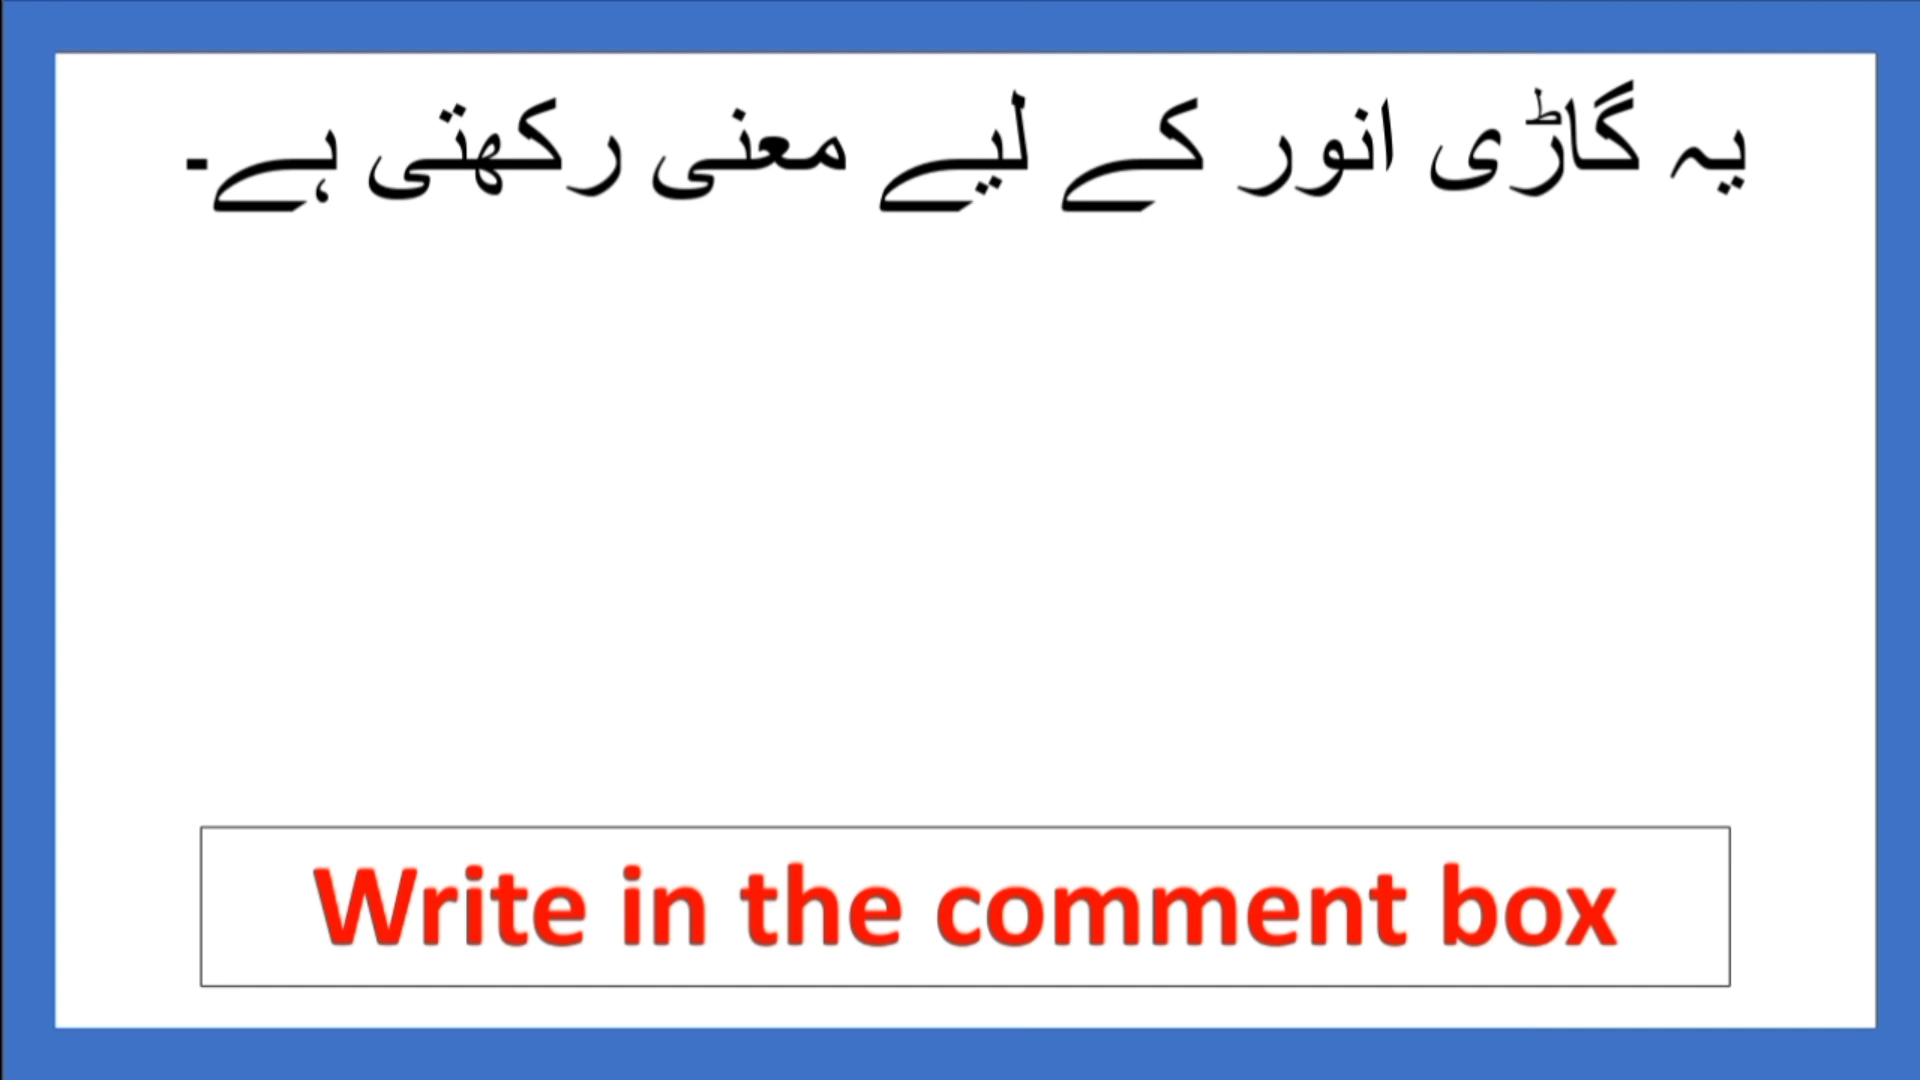 یہ گاڑی انور کے لیے معنی رکھتی ہے۔
Write in the comment box